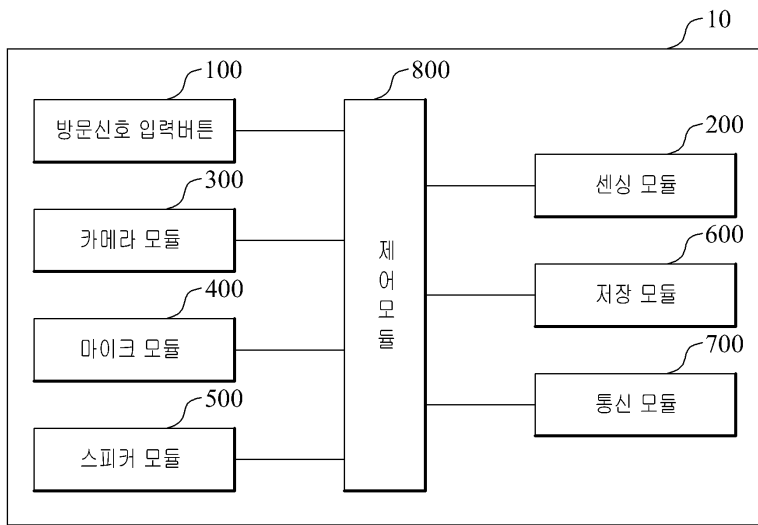 10
100
방문신호 입력버튼
300
카메라 모듈
400
마이크 모듈
500
스피커 모듈
800
제
어
모
듈
200
센싱 모듈
600
저장 모듈
700
통신 모듈